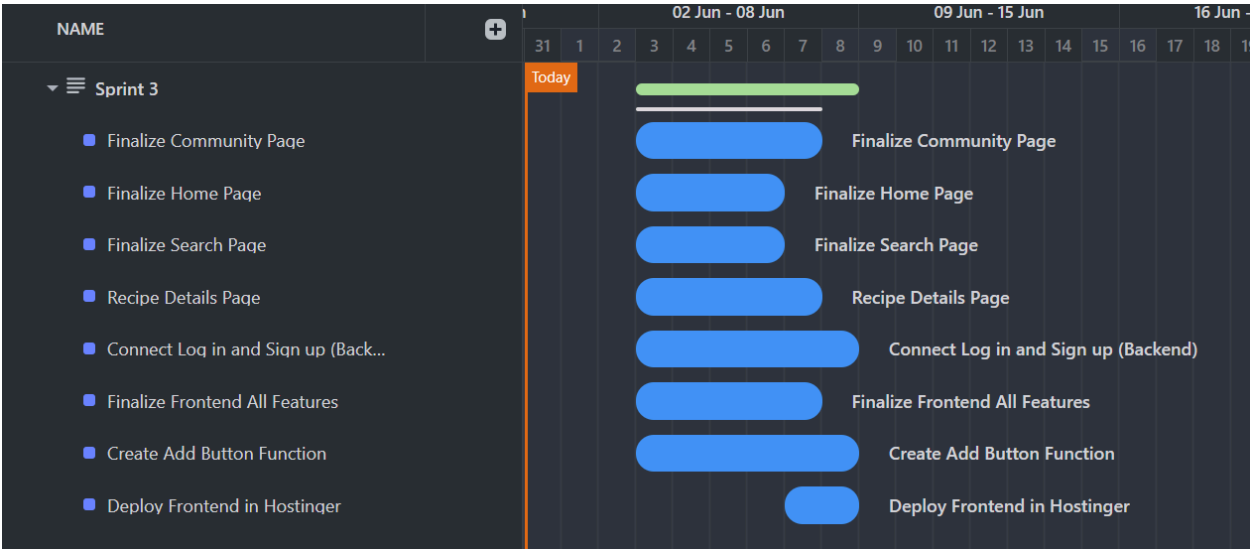 NAME
02 Jun - 08 Jun 09 Jun - 15 Jun 16 Jun -
31 1 2 3 4 5 6 7 8 9 10 11 12 13 14 15 16 17 18
Today
Sprint 3
Finalize Community Page Finalize Community Page
Finalize Home Page Finalize Home Page
Finalize Search Page Finalize Search Page
Recipe Details Page Recipe Details Page
Connect Log in and Sign up (Back... Connect Log in and Sign up (Backend)
Finalize Frontend All Features Finalize Frontend All Features
Create Add Button Function Create Add Button Function
Deploy Frontend in Hostinger Deploy Frontend in Hostinger